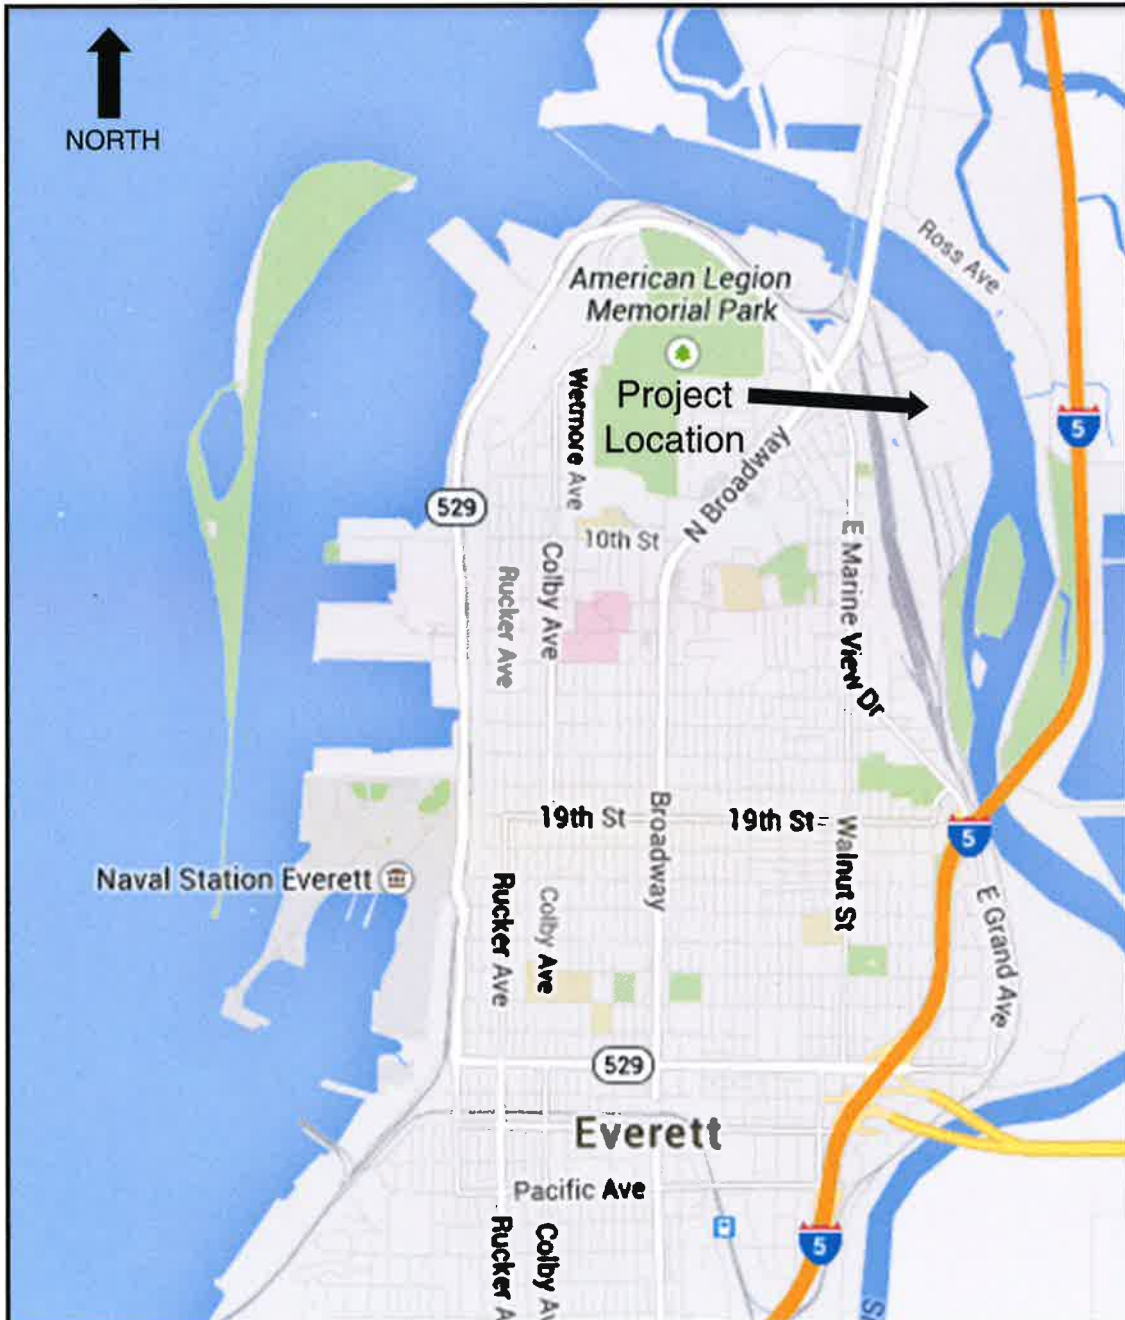 NORTH
Ross Ave
American Legion
Memorial Park
Wetmore Ave
Project
Location
5
N Broadway
529
10th St
E Marine View Dr
Colby Ave
Rucker Ave
19th St
Broadway
19th St
Walnut St
5
Naval Station Everett
Rucker Ave
Colby Ave
E Grand Ave
529
Everett
Pacific Ave
Rucker A
Colby Av
5